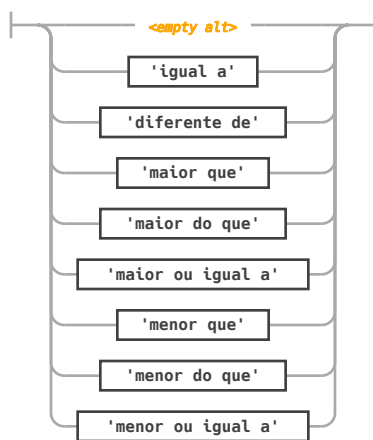 <empty alt>
'igual a'
'diferente de'
'maior que'
'maior do que'
'maior ou igual a'
'menor que'
'menor do que'
'menor ou igual a'